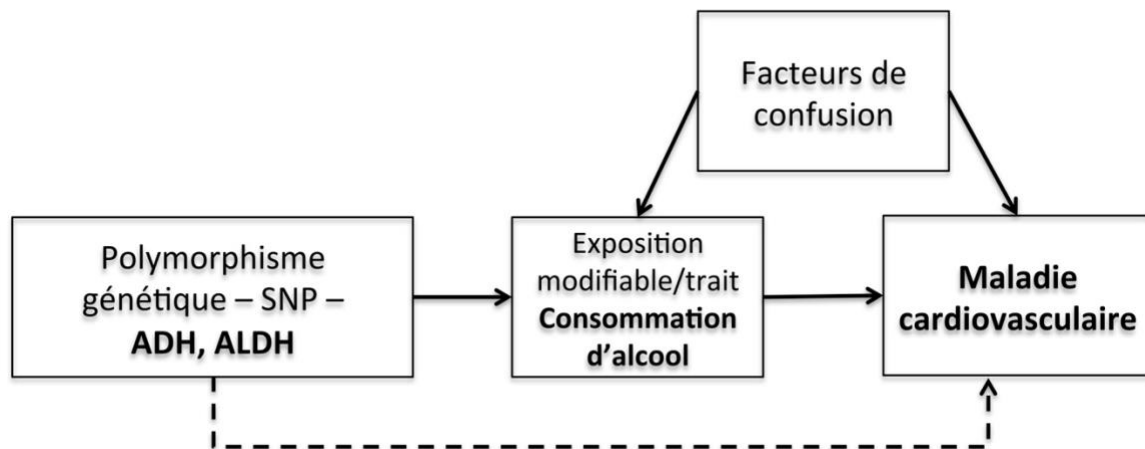 Facteurs de
confusion
Polymorphisme
génétique – SNP –
ADH, ALDH
Exposition
modifiable/trait
Consommation
d'alcool
Maladie
cardiovasculaire